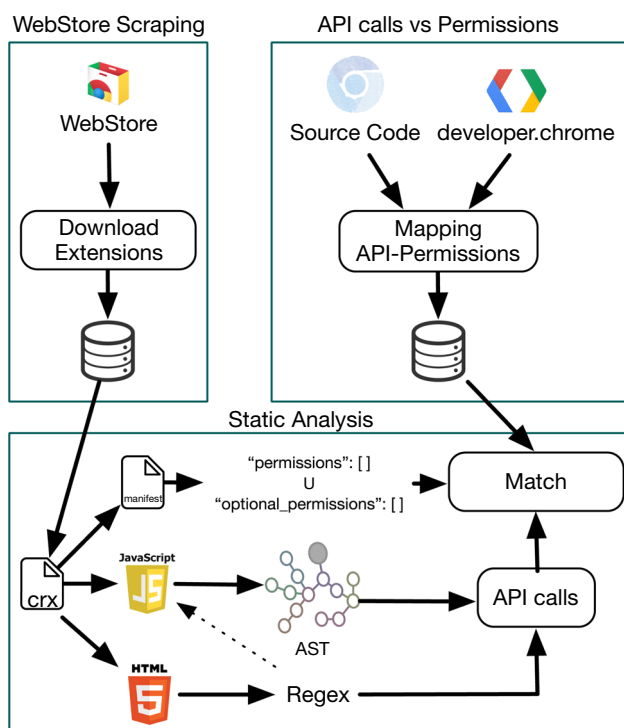 WebStore Scraping
WebStore
Download
Extensions
API calls vs Permissions
Source Code
developer.chrome
Mapping
API-Permissions
Static Analysis
manifest
“permissions”: [ ]
U
“optional_permissions”: [ ]
Match
crx
JavaScript
JS
AST
API calls
HTML
5
Regex